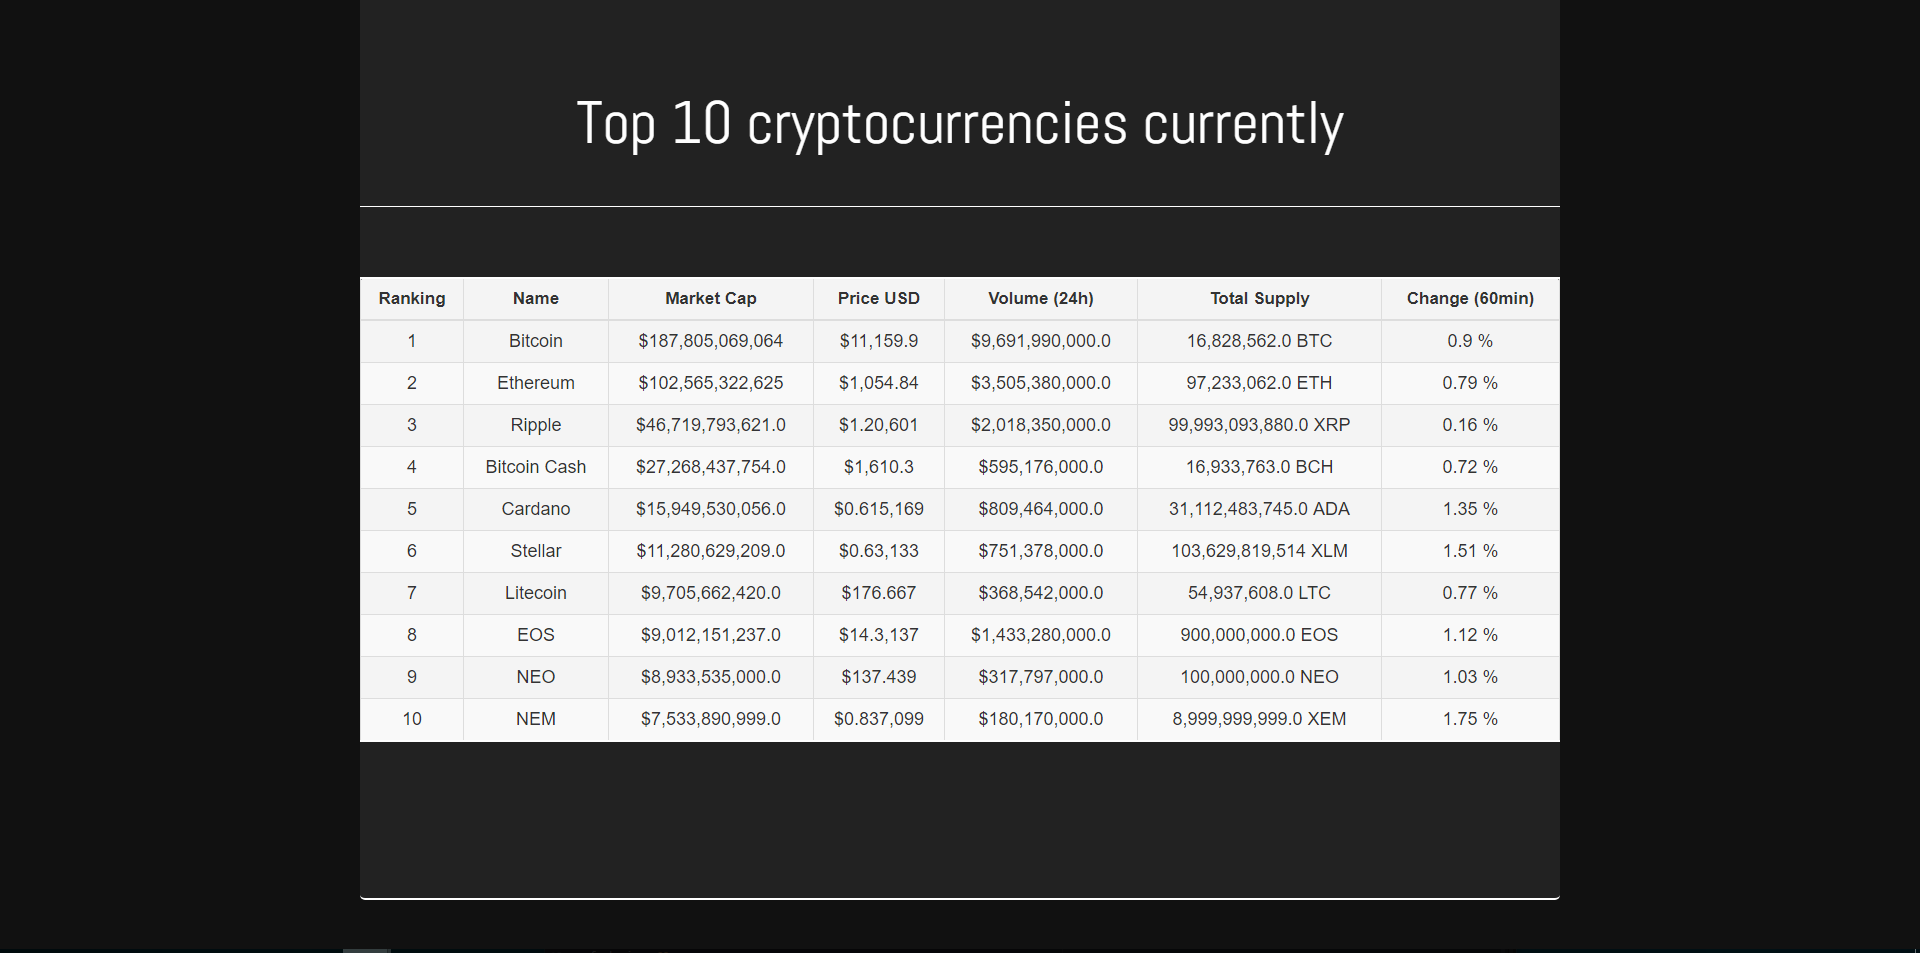 Top 10 cryptocurrencies currently
Ranking Name Market Cap Price USD Volume (24h) Total Supply Change (60min)
1 Bitcoin $187,805,069,064 $11,159.9 $9,691,990,000.0 16,828,562.0 BTC 0.9 %
2 Ethereum $102,565,322,625 $1,054.84 $3,505,380,000.0 97,233,062.0 ETH 0.79 %
3 Ripple $46,719,793,621.0 $1.20,601 $2,018,350,000.0 99,993,093,880.0 XRP 0.16 %
4 Bitcoin Cash $27,268,437,754.0 $1,610.3 $595,176,000.0 16,933,763.0 BCH 0.72 %
5 Cardano $15,949,530,056.0 $0.615,169 $809,464,000.0 31,112,483,745.0 ADA 1.35 %
6 Stellar $11,280,629,209.0 $0.63,133 $751,378,000.0 103,629,819,514 XLM 1.51 %
7 Litecoin $9,705,662,420.0 $176.667 $368,542,000.0 54,937,608.0 LTC 0.77 %
8 EOS $9,012,151,237.0 $14.3,137 $1,433,280,000.0 900,000,000.0 EOS 1.12 %
9 NEO $8,933,535,000.0 $137.439 $317,797,000.0 100,000,000.0 NEO 1.03 %
10 NEM $7,533,890,999.0 $0.837,099 $180,170,000.0 8,999,999,999.0 XEM 1.75 %